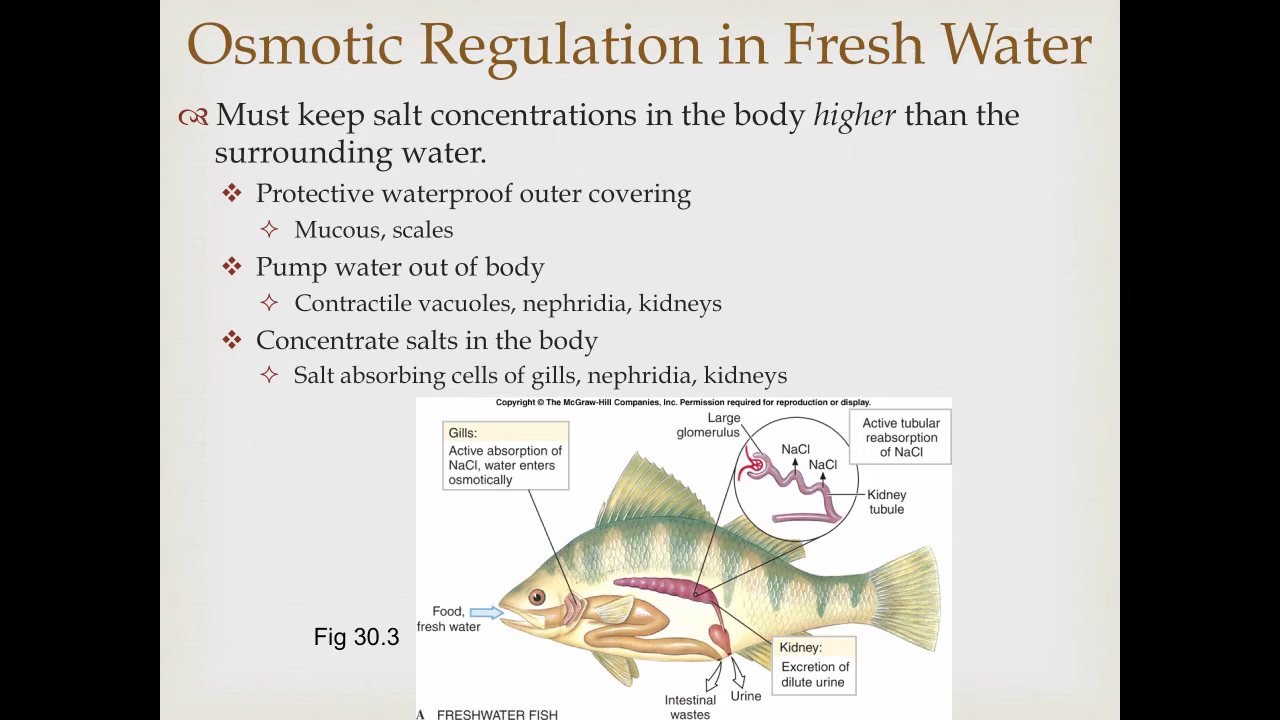 Osmotic Regulation in Fresh Water
Must keep salt concentrations in the body higher than the
surrounding water.
Protective waterproof outer covering
Mucous, scales
Pump water out of body
Contractile vacuoles, nephridia, kidneys
Concentrate salts in the body
Salt absorbing cells of gills, nephridia, kidneys
Copyright © The McGraw-Hill Companies, Inc. Permission required for reproduction or display.
Gills:
Active absorption of
NaCl, water enters
osmotically
Large
glomerulus
NaCl
NaCl
Active tubular
reabsorption
of NaCl
Kidney
tubule
Food,
fresh water
Fig 30.3
Kidney:
Excretion of
dilute urine
Intestinal
wastes
Urine
A FRESHWATER FISH